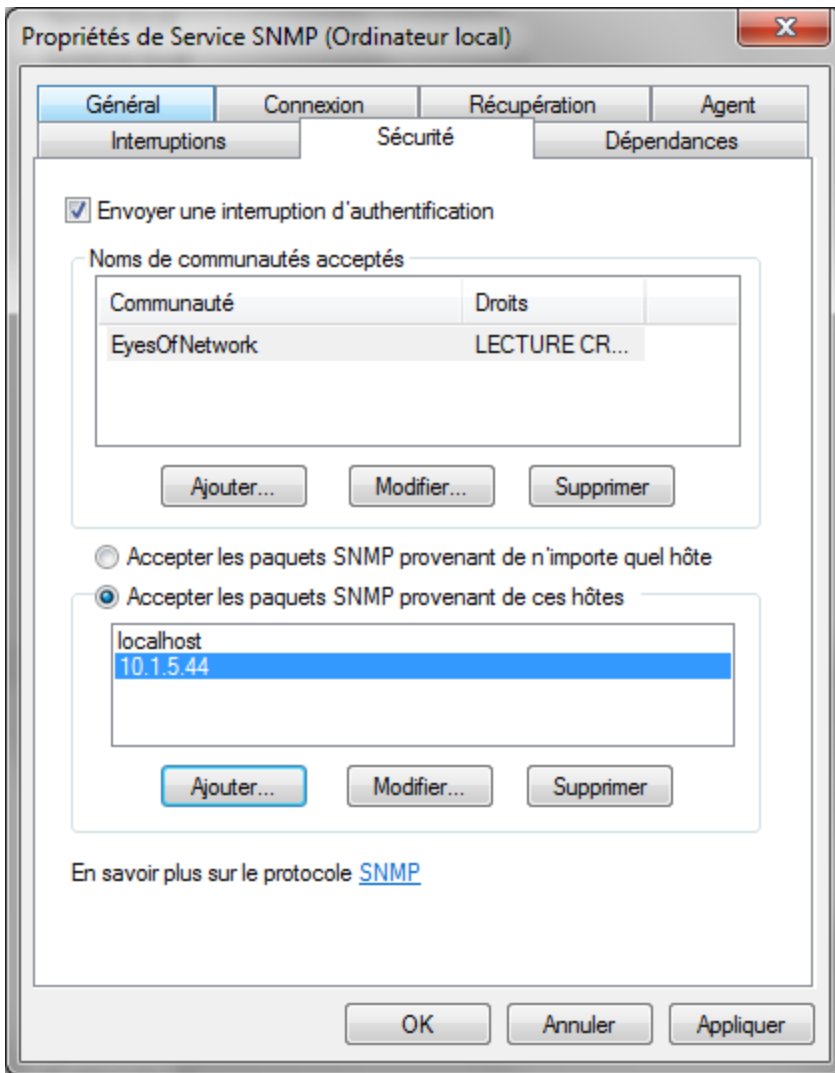 Propriétés de Service SNMP (Ordinateur local)
Général Connexion Récupération Agent
Interruptions Sécurité Dépendances
Envoyer une interruption d'authentification
Noms de communautés acceptés
Communauté Droits
EyesOfNetwork LECTURE CR...
Ajouter... Modifier... Supprimer
Accepter les paquets SNMP provenant de n'importe quel hôte
Accepter les paquets SNMP provenant de ces hôtes
localhost
10.1.5.44
Ajouter... Modifier... Supprimer
En savoir plus sur le protocole SNMP
OK Annuler Appliquer